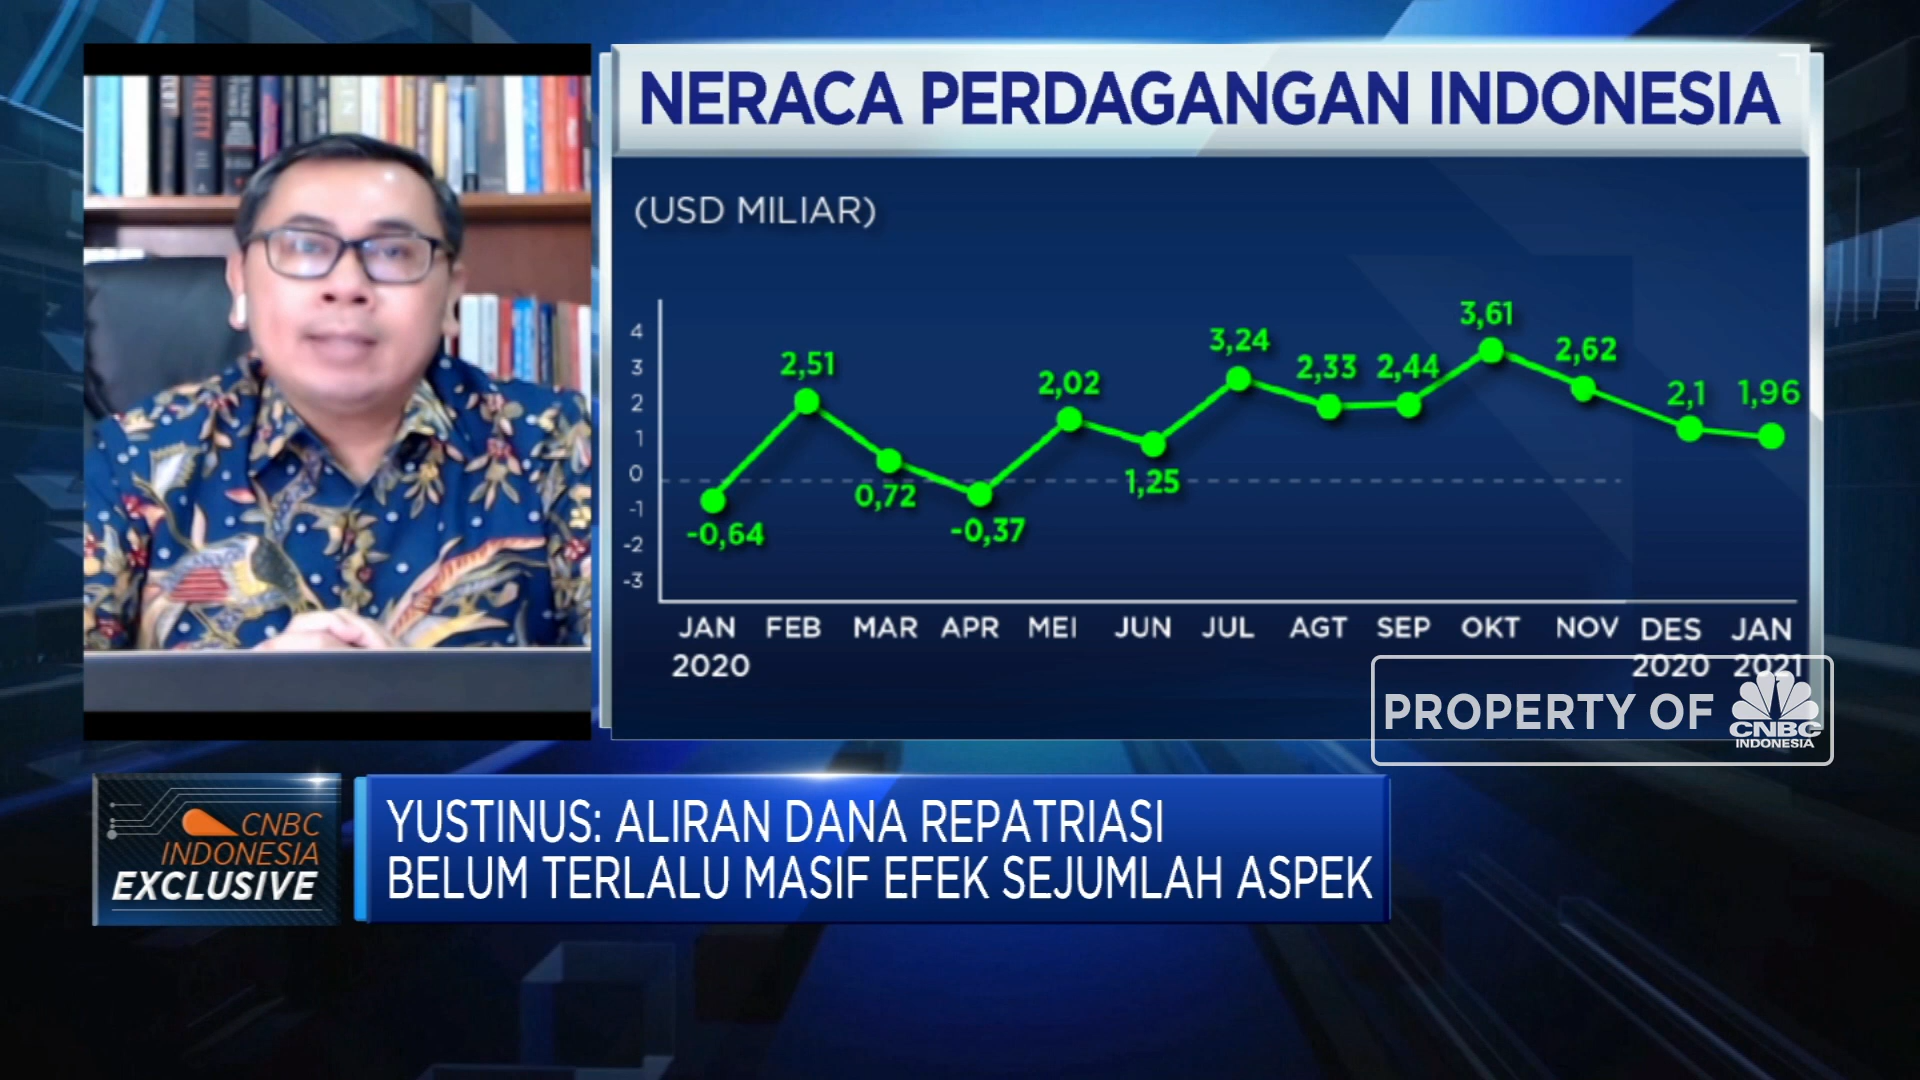 PIKETTY
NERACA PERDAGANGAN INDONESIA
(USD MILIAR)
4
3
2
1
0
-1
-2
-3
-0,64
2,51
0,72
-0,37
2,02
1,25
3,24
2,33
2,44
3,61
2,62
2,1
1,96
JAN FEB MAR APR MEI JUN JUL AGT SEP OKT NOV DES JAN
2020 2020 2021
PROPERTY OF
CNBC
INDONESIA
CNBC
INDONESIA
EXCLUSIVE
YUSTINUS: ALIRAN DANA REPATRIASI
BELUM TERLALU MASIF EFEK SEJUMLAH ASPEK